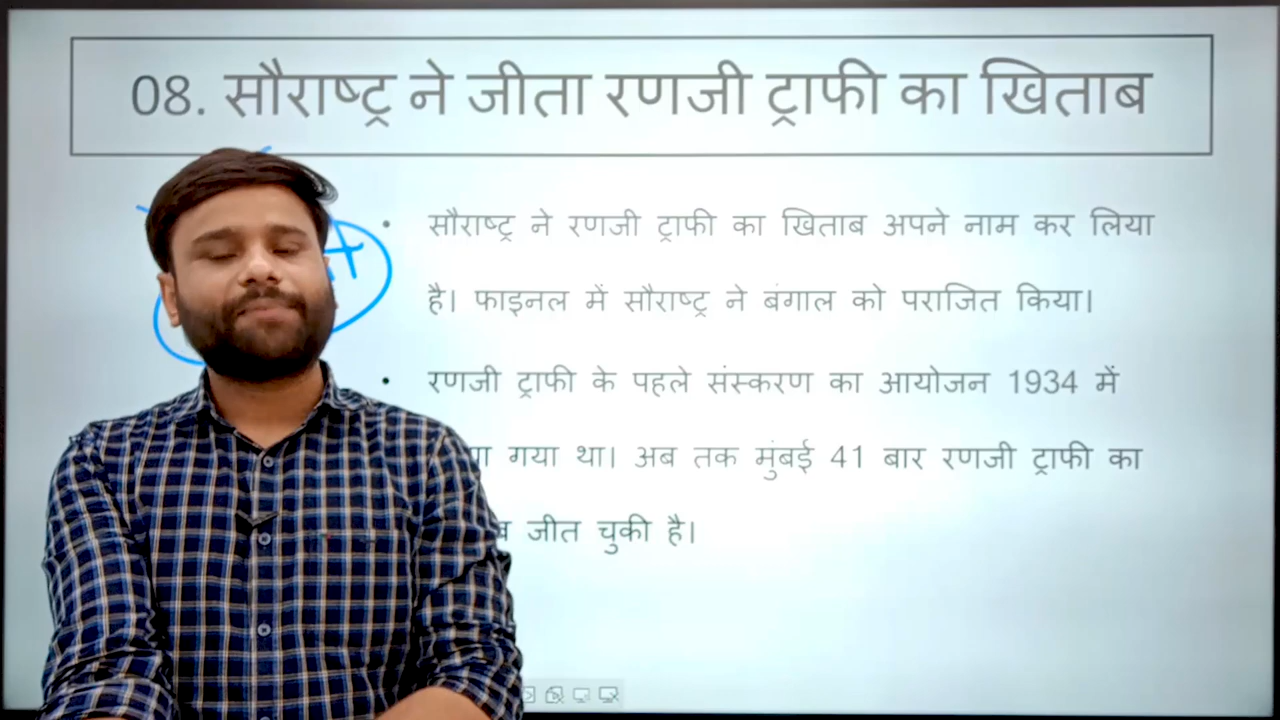 08. सौराष्ट्र ने जीता रणजी ट्राफी का खिताब
सौराष्ट्र ने रणजी ट्राफी का खिताब अपने नाम कर लिया
है। फाइनल में सौराष्ट्र ने बंगाल को पराजित किया।
रणजी ट्राफी के पहले संस्करण का आयोजन 1934 में
गया था। अब तक मुंबई 41 बार रणजी ट्राफी का
जीत चुकी है।